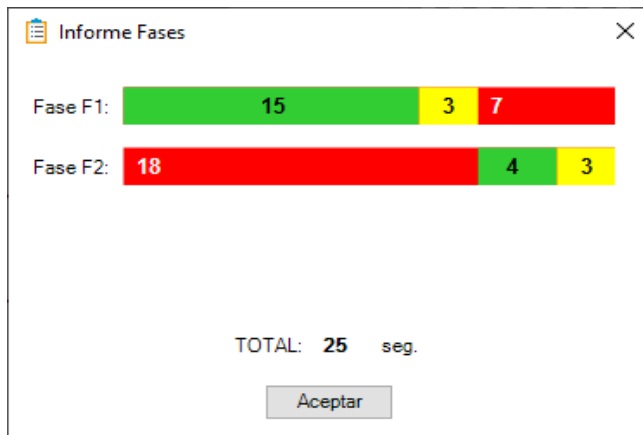 Informe Fases
Fase F1: 15 3 7
Fase F2: 18 4 3
TOTAL: 25 seg.
Aceptar